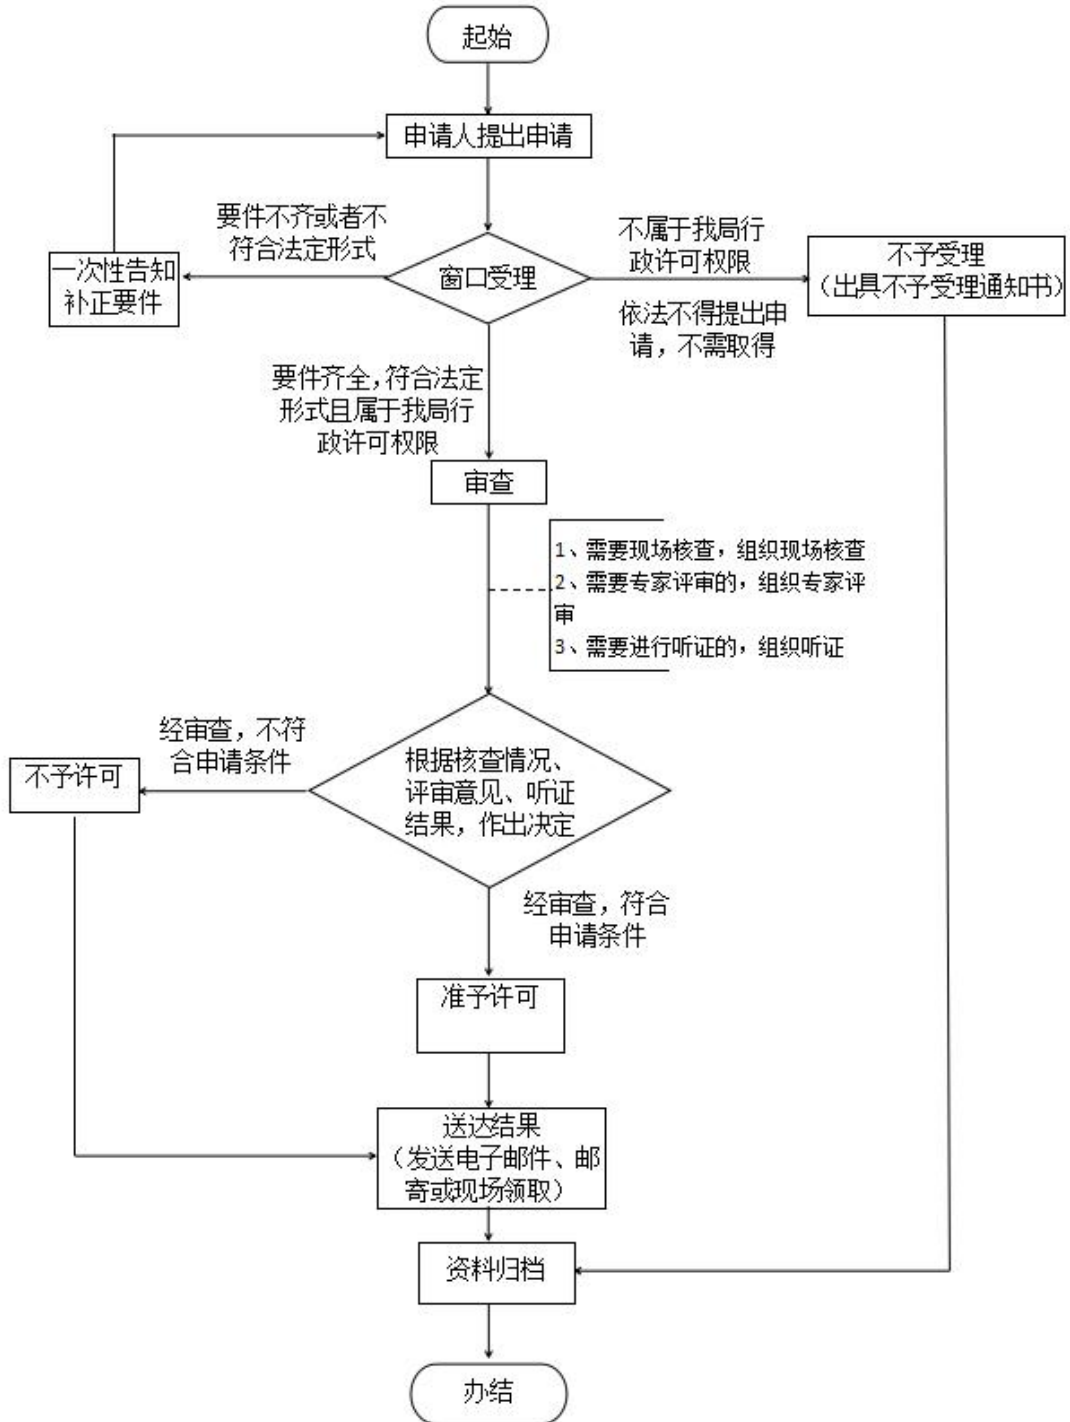 起始
申请人提出申请
要件不齐或者不
符合法定形式
一次性告知
补正要件
窗口受理
不属于我局行
政许可权限
依法不得提出申
请，不需取得
不予受理
（出具不予受理通知书）
要件齐全，符合法定
形式且属于我局行
政许可权限
审查
1、需要现场核查，组织现场核查
2、需要专家评审的，组织专家评
审
3、需要进行听证的，组织听证
经审查，不符
合申请条件
不予许可
根据核查情况、
评审意见、听证
结果，作出决定
经审查，符合
申请条件
准予许可
送达结果
（发送电子邮件、邮
寄或现场领取）
资料归档
办结